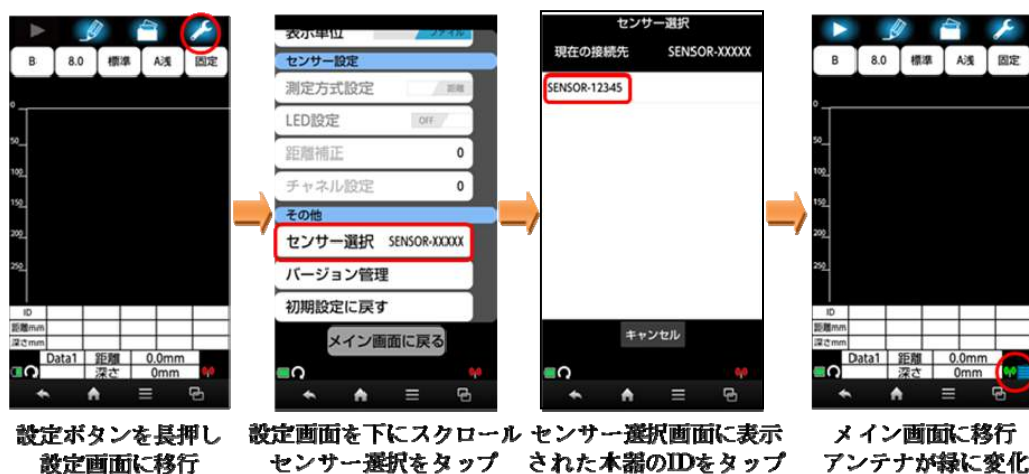 B 8.0 標準 A浅 固定
0
50
100
150
200
250
ID
距離mm
深さmm
Data1 距離 0.0mm
深さ 0mm
設定ボタンを長押し
設定画面に移行
表示単位 ファイル
センサー設定
測定方式設定 距離
LED設定 OFF
距離補正 0
チャネル設定 0
その他
センサー選択 SENSOR-XXXXX
バージョン管理
初期設定に戻す
メイン画面に戻る
設定画面を下にスクロール
センサー選択をタップ
センサー選択
現在の接続先 SENSOR-XXXXX
SENSOR-12345
キャンセル
センサー選択画面に表示
された本器のIDをタップ
B 8.0 標準 A浅 固定
0
50
100
150
200
250
ID
距離mm
深さmm
Data1 距離 0.0mm
深さ 0mm
メイン画面に移行
アンテナが緑に変化